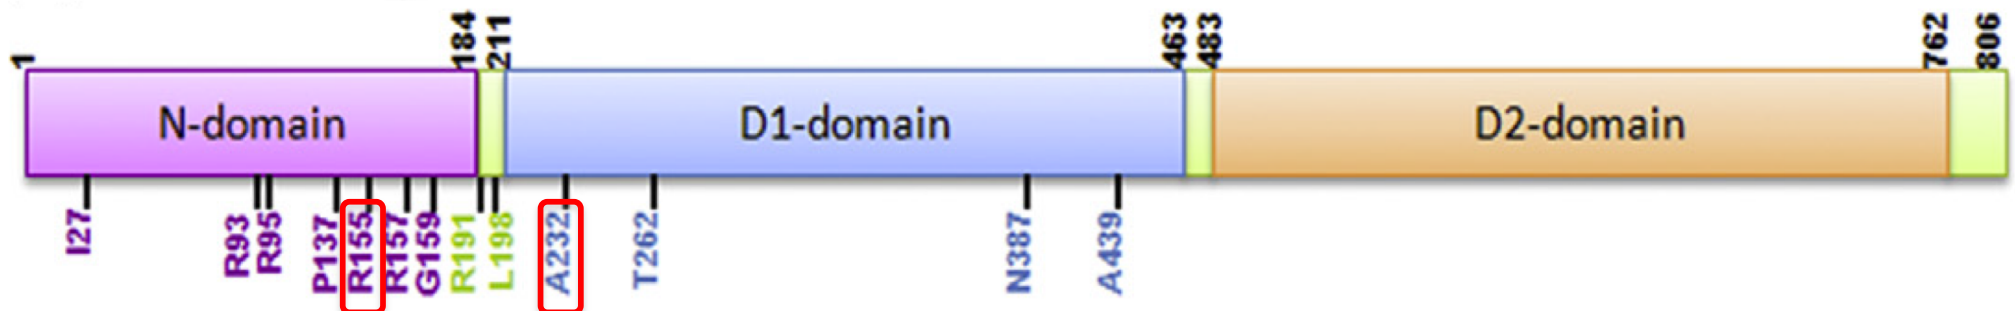 1 184 211 463 483 762 806
N-domain D1-domain D2-domain
I27 R93 R95 P137 R155 R157 G159 R191 L198 A232 T262 N387 A439